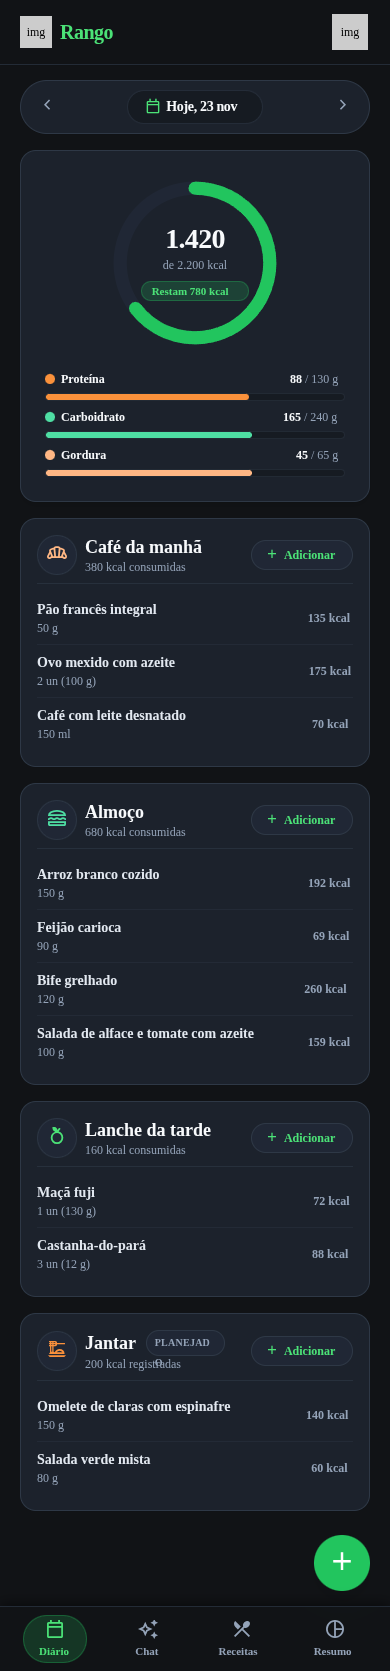 img Rango img
Hoje, 23 nov
1.420
de 2.200 kcal
Restam 780 kcal
Proteína 88 / 130 g
Carboidrato 165 / 240 g
Gordura 45 / 65 g
Café da manhã
380 kcal consumidas
+ Adicionar
Pão francês integral
50 g
135 kcal
Ovo mexido com azeite
2 un (100 g)
175 kcal
Café com leite desnatado
150 ml
70 kcal
Almoço
680 kcal consumidas
+ Adicionar
Arroz branco cozido
150 g
192 kcal
Feijão carioca
90 g
69 kcal
Bife grelhado
120 g
260 kcal
Salada de alface e tomate com azeite
100 g
159 kcal
Lanche da tarde
160 kcal consumidas
+ Adicionar
Maçã fuji
1 un (130 g)
72 kcal
Castanha-do-pará
3 un (12 g)
88 kcal
Jantar
PLANEJAD
O
200 kcal registradas
+ Adicionar
Omelete de claras com espinafre
150 g
140 kcal
Salada verde mista
80 g
60 kcal
+
Diário Chat Receitas Resumo